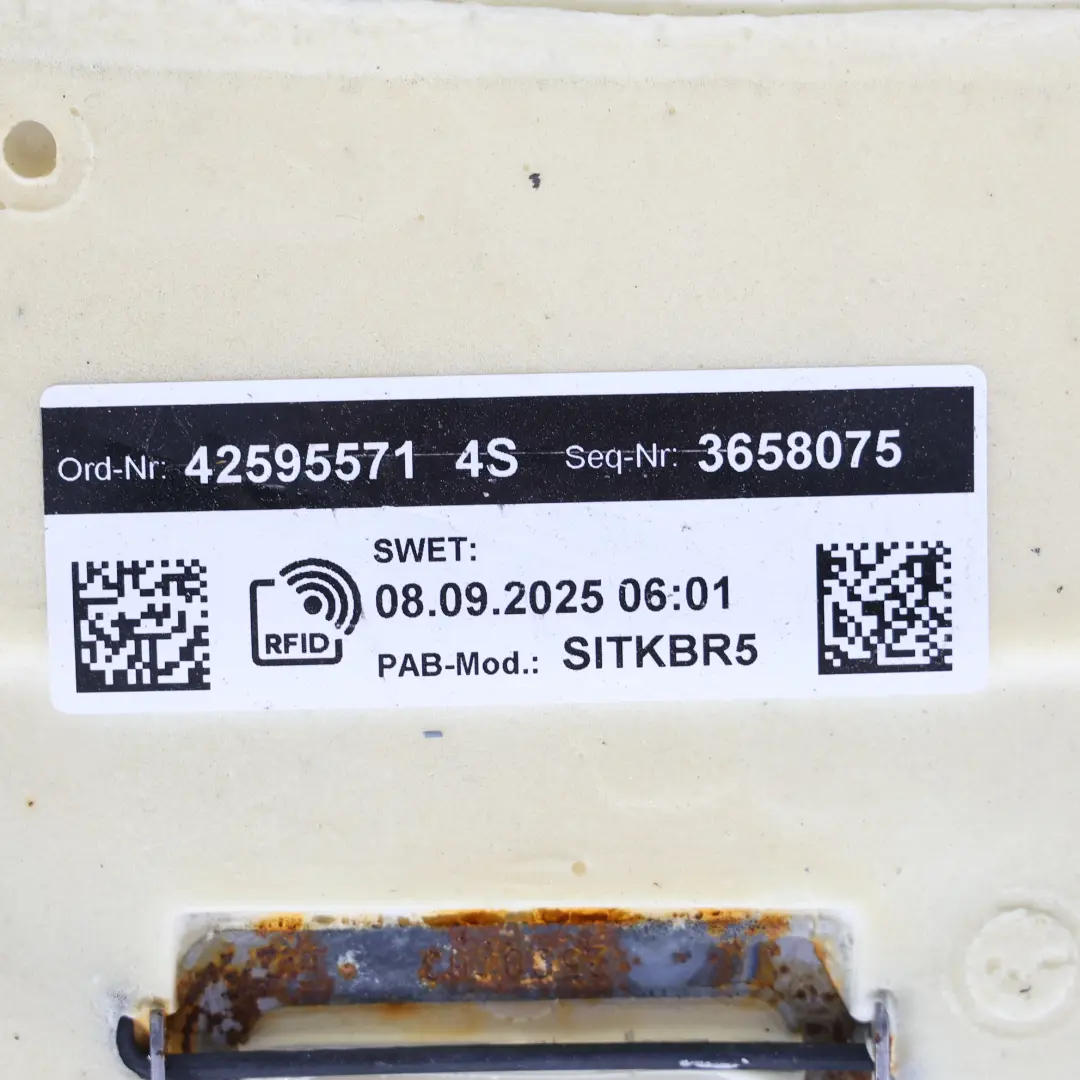 Ord-Nr: 42595571 4S Seq-Nr: 3658075
SWET:
08.09.2025 06:01
RFID
PAB-Mod.: SITKBR5